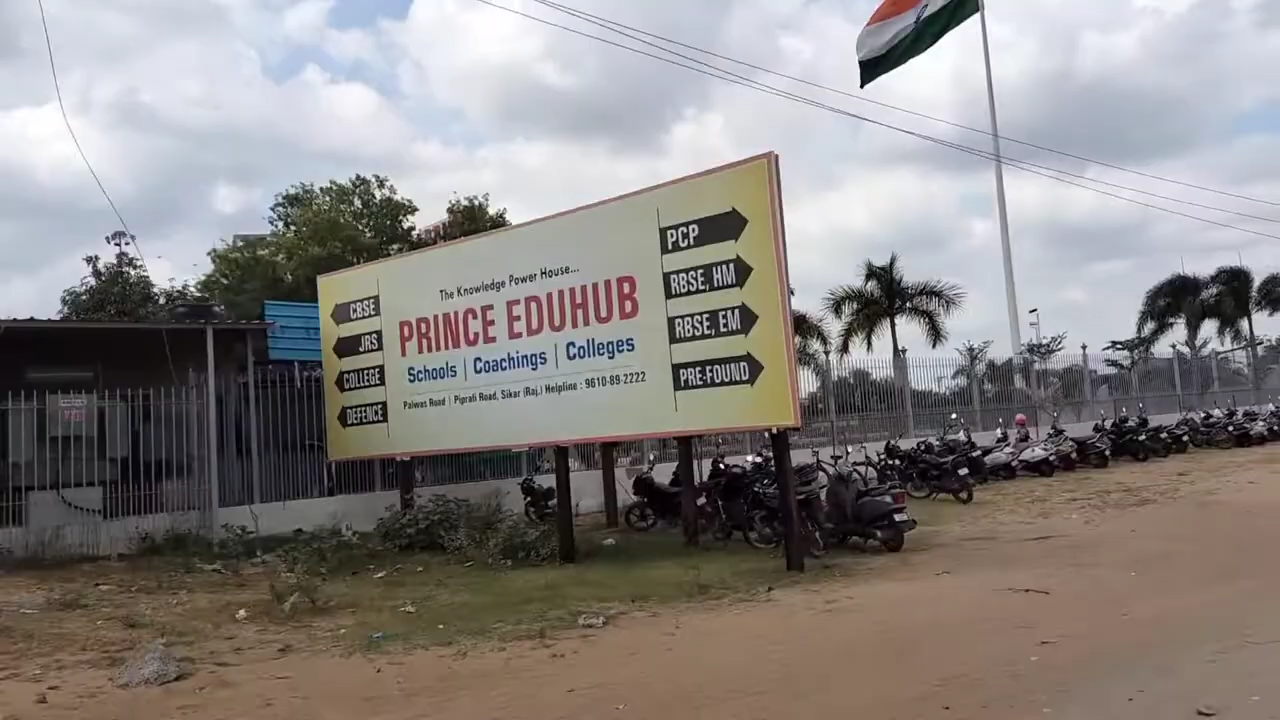 CBSE
JRS
COLLEGE
DEFENCE
The Knowledge Power House...
PRINCE EDUHUB
Schools | Coachings | Colleges
Palwas Road | Piprali Road, Sikar (Raj.) Helpline : 9610-89-2222
PCP
RBSE, HM
RBSE, EM
PRE-FOUND